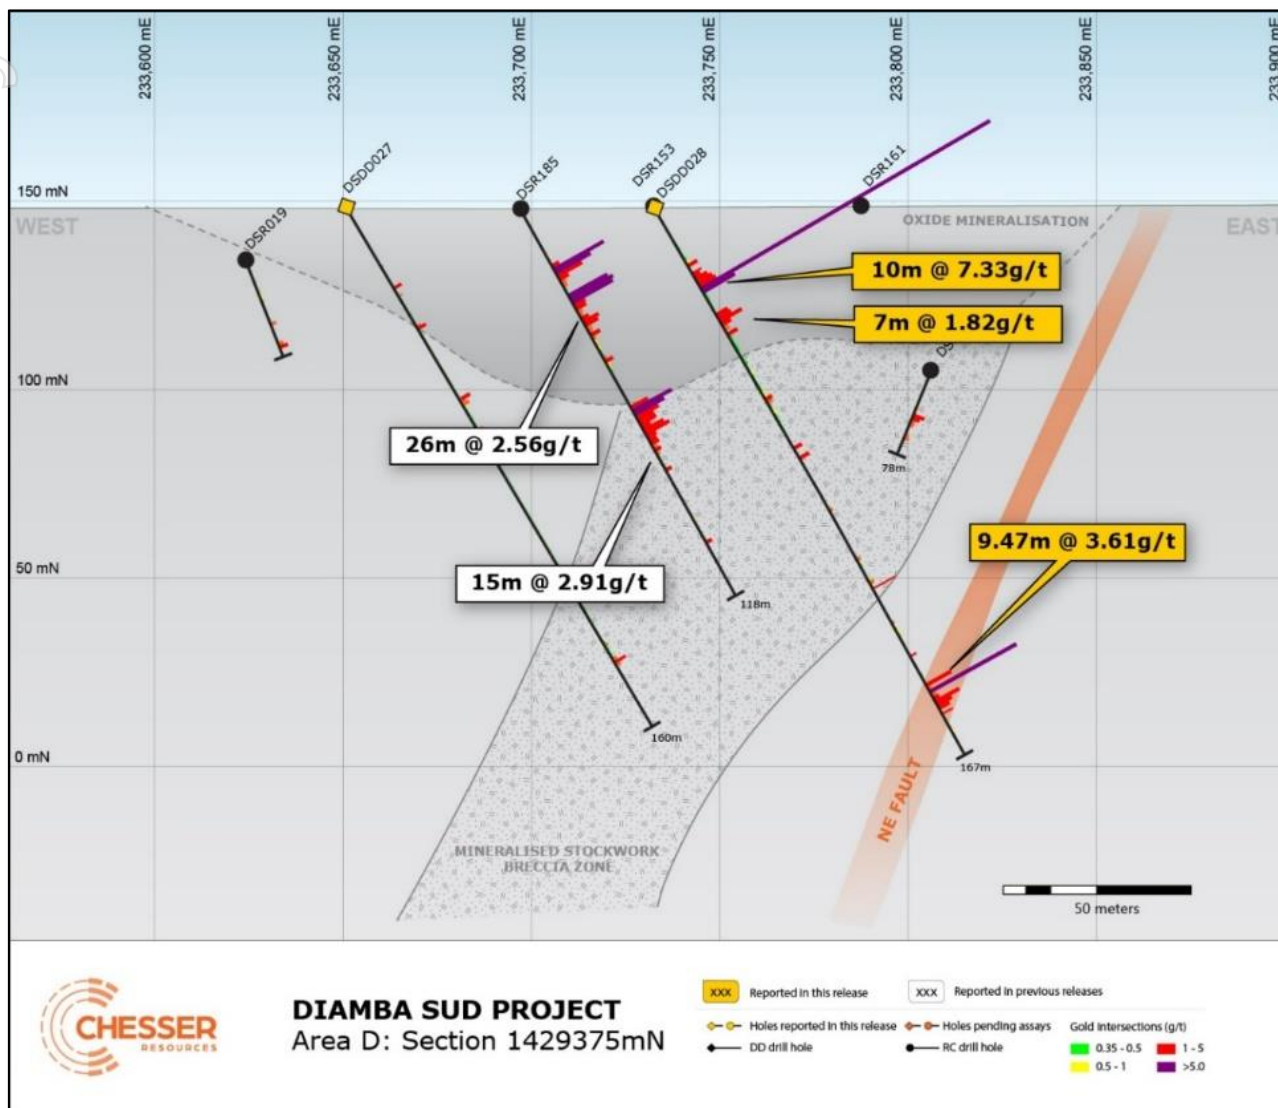 233,600 mE
233,650 mE
233,700 mE
233,750 mE
233,800 mE
233,850 mE
150 mN
WEST
DSR019
DSDD027
DSR185
DSR153
DSDD028
DSR161
OXIDE MINERALISATION
EAST
10m @ 7.33g/t
7m @ 1.82g/t
100 mN
26m @ 2.56g/t
78m
9.47m @ 3.61g/t
50 mN
15m @ 2.91g/t
118m
160m
0 mN
167m
NE FAULT
MINERALISED STOCKWORK
BRECCIA ZONE
50 meters
CHESSER
RESOURCES
DIAMBA SUD PROJECT
Area D: Section 1429375mN
XXX Reported in this release
XXX Reported in previous releases
Holes reported in this release
Holes pending assays
DD drill hole
RC drill hole
Gold intersections (g/t)
0.35 - 0.5
1 - 5
0.5 - 1
>5.0